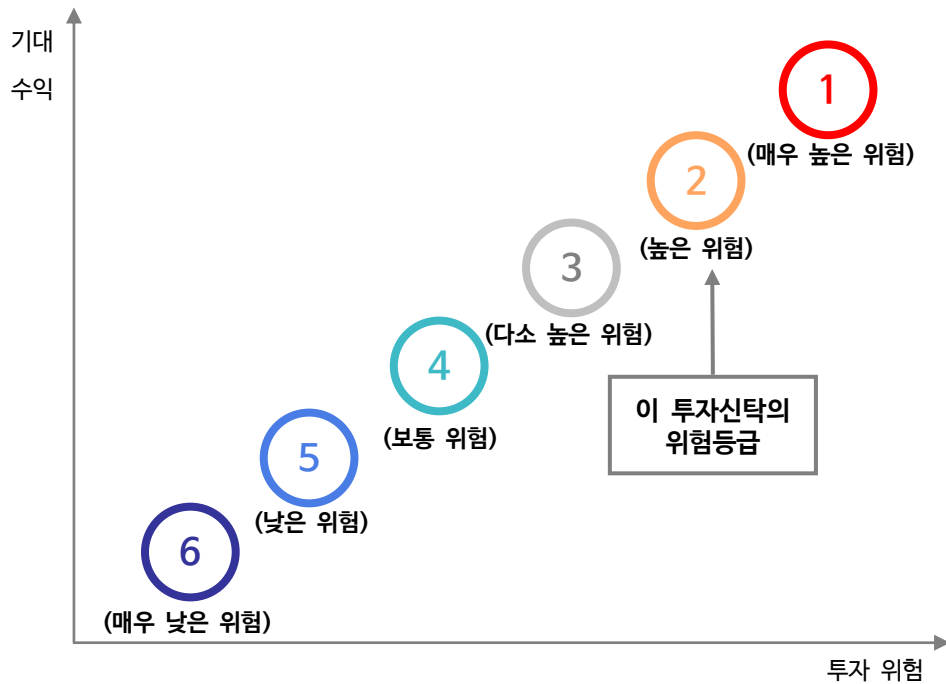 기대
수익
1
(매우 높은 위험)
2
(높은 위험)
3
(다소 높은 위험)
4
(보통 위험)
이 투자신탁의
위험등급
5
(낮은 위험)
6
(매우 낮은 위험)
투자 위험